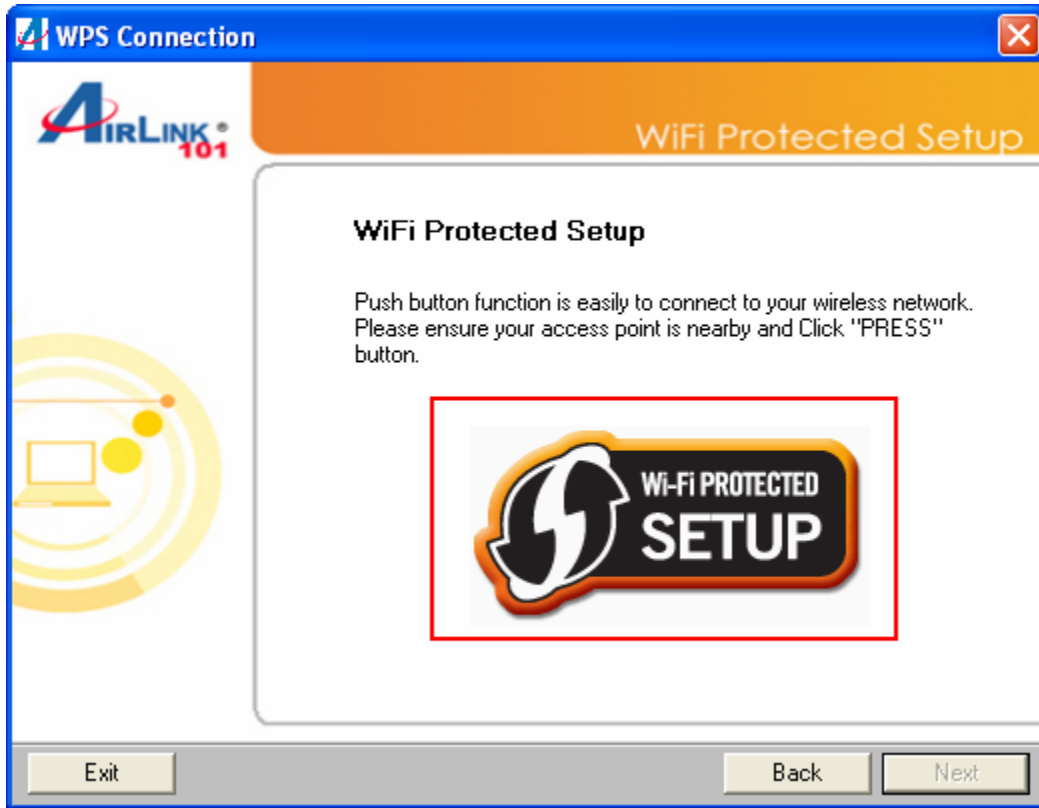 WPS Connection
AIRLINK
101
WiFi Protected Setup
WiFi Protected Setup
Push button function is easily to connect to your wireless network.
Please ensure your access point is nearby and Click "PRESS"
button.
Wi-Fi PROTECTED
SETUP
Exit
Back
Next